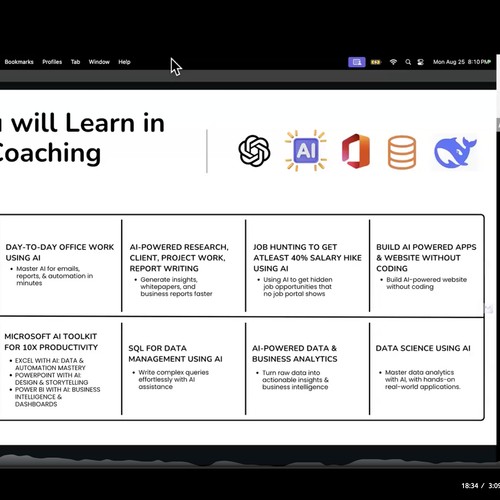 Bookmarks Profiles Tab Window Help
Mon Aug 25 8:10 PM
will Learn in
Coaching
AI
DAY-TO-DAY OFFICE WORK
USING AI
• Master AI for emails,
reports, & automation in
minutes
AI-POWERED RESEARCH,
CLIENT, PROJECT WORK,
REPORT WRITING
• Generate insights,
whitepapers, and
business reports faster
JOB HUNTING TO GET
ATLEAST 40% SALARY HIKE
USING AI
• Using AI to get hidden
job opportunities that
no job portal shows
BUILD AI POWERED APPS
& WEBSITE WITHOUT
CODING
• Build AI-powered website
without coding
MICROSOFT AI TOOLKIT
FOR 10X PRODUCTIVITY
• EXCEL WITH AI: DATA &
AUTOMATION MASTERY
• POWERPOINT WITH AI:
DESIGN & STORYTELLING
• POWER BI WITH AI: BUSINESS
INTELLIGENCE &
DASHBOARDS
SQL FOR DATA
MANAGEMENT USING AI
• Write complex queries
effortlessly with AI
assistance
AI-POWERED DATA &
BUSINESS ANALYTICS
• Turn raw data into
actionable insights &
business intelligence
DATA SCIENCE USING AI
• Master data analytics
with AI, with hands-on
real-world applications.
18:34 / 3:09